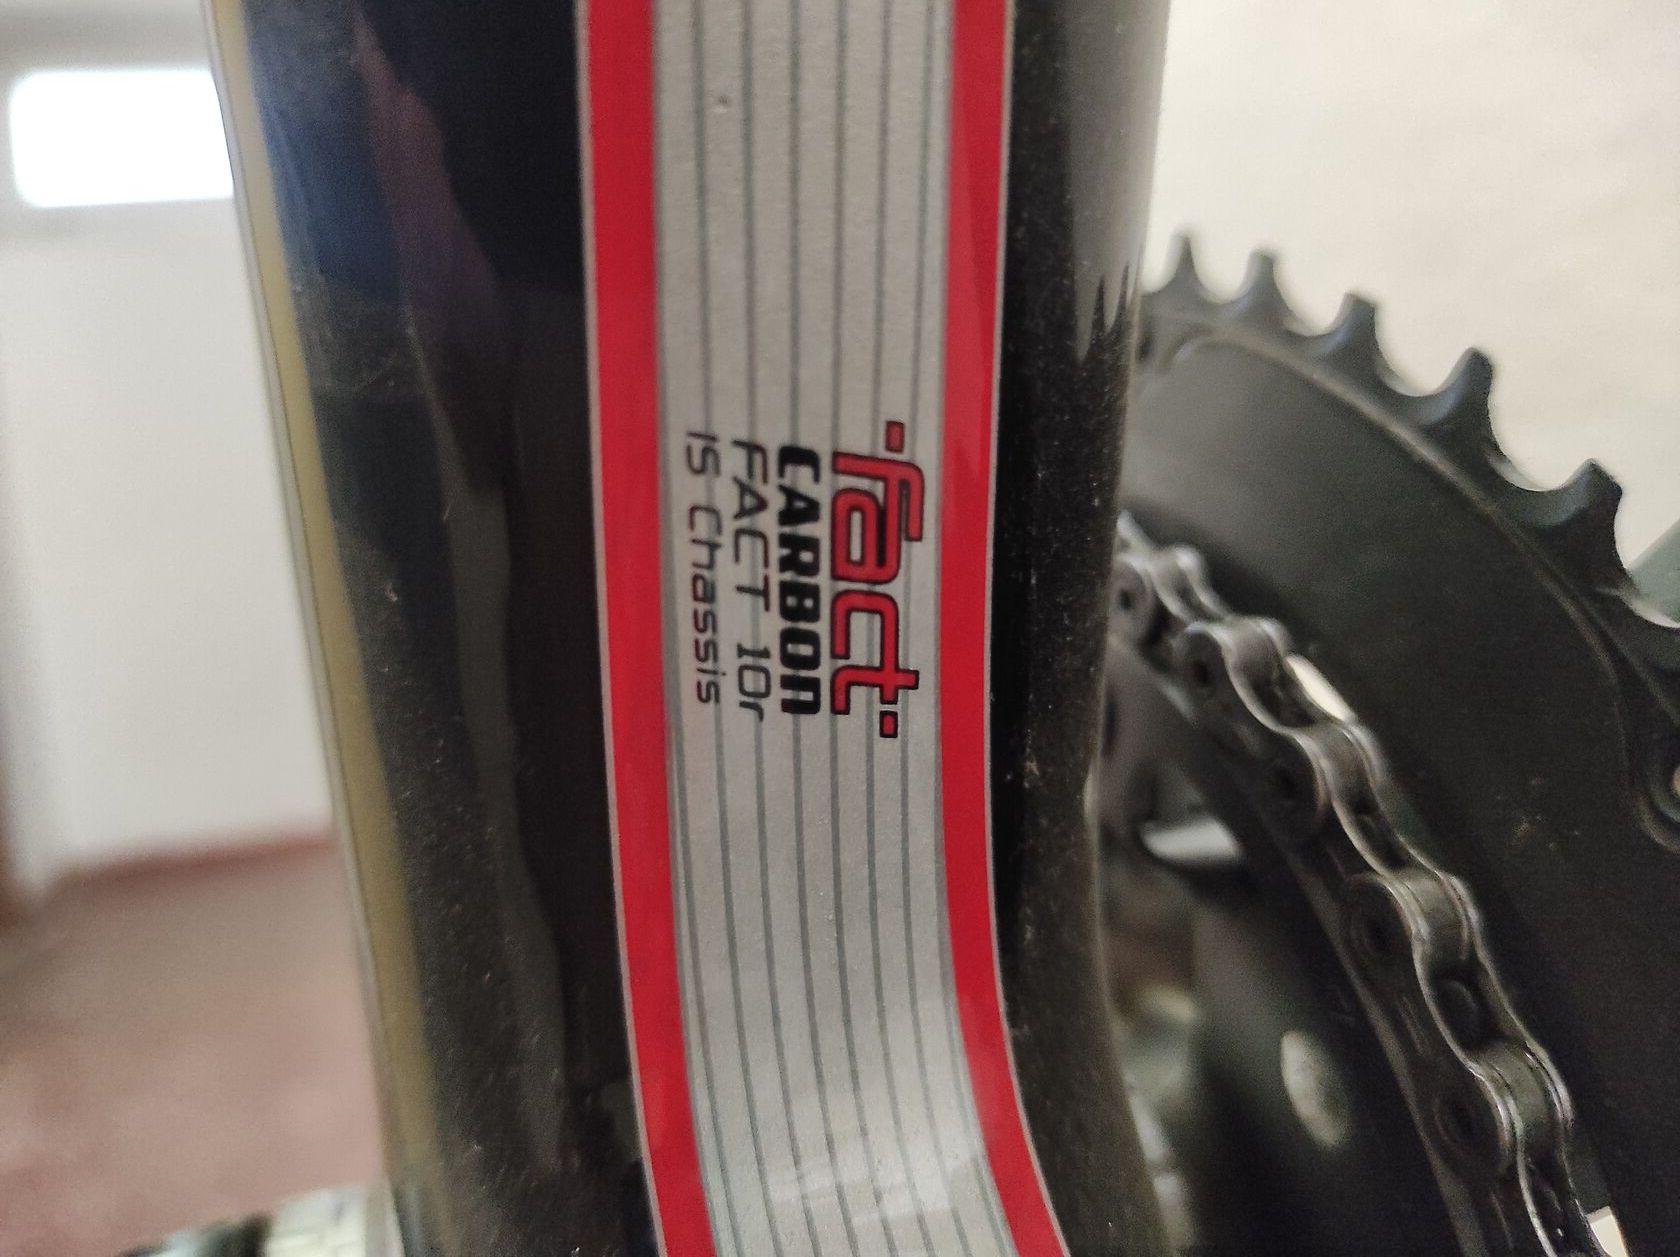 fact
CARBON
FACT 10r
IS Chassis